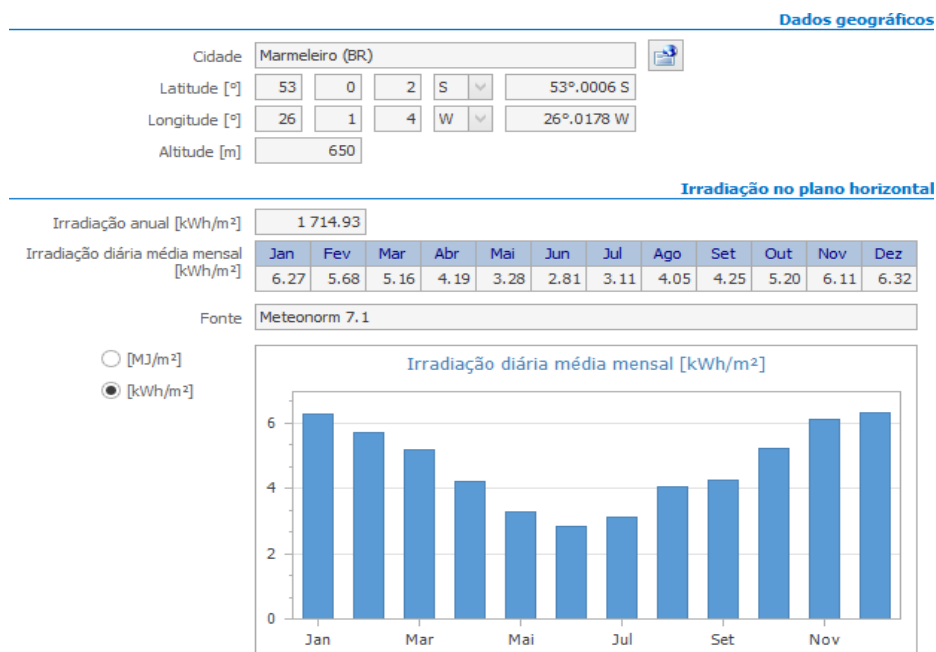 Dados geográficos
Cidade Marmeleiro (BR)
Latitude [°] 53 0 2 S 53°.0006 S
Longitude [°] 26 1 4 W 26°.0178 W
Altitude [m] 650
Irradiação no plano horizontal
Irradiação anual [kWh/m²] 1 714.93
Irradiação diária média mensal [kWh/m²]
Jan Fev Mar Abr Mai Jun Jul Ago Set Out Nov Dez
6.27 5.68 5.16 4.19 3.28 2.81 3.11 4.05 4.25 5.20 6.11 6.32
Fonte Meteonorm 7.1
[MJ/m²]
[kWh/m²]
Irradiação diária média mensal [kWh/m²]
6
4
2
0
Jan Mar Mai Jul Set Nov